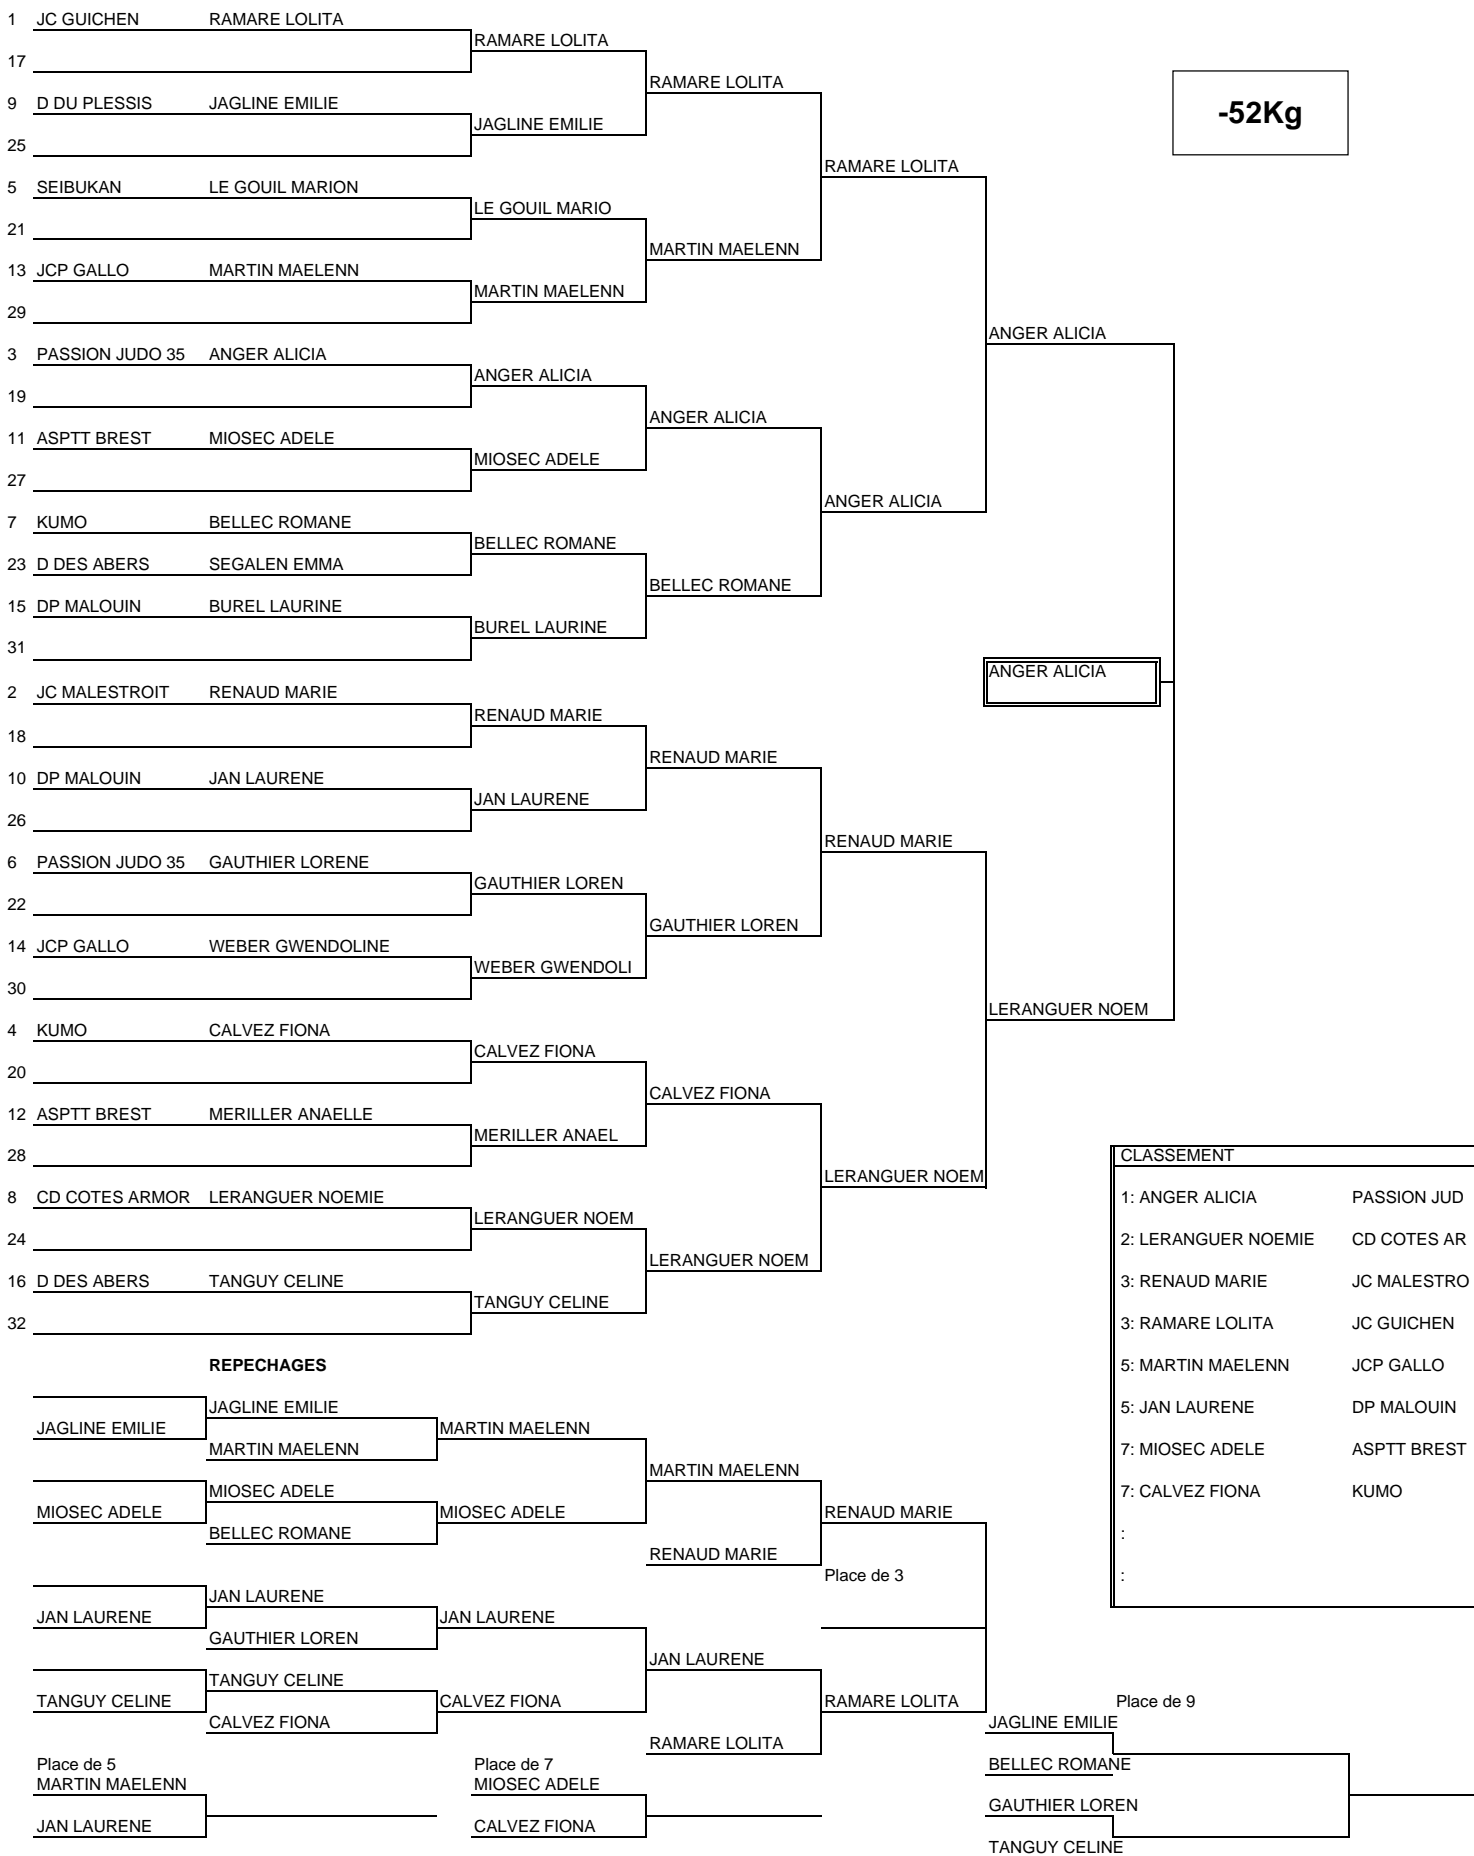 1 JC GUICHEN RAMARE LOLITA
RAMARE LOLITA
17
RAMARE LOLITA
9 D DU PLESSIS JAGLINE EMILIE
-52Kg
JAGLINE EMILIE
25
RAMARE LOLITA
5 SEIBUKAN LE GOUIL MARION
LE GOUIL MARIO
21
MARTIN MAELENN
13 JCP GALLO MARTIN MAELENN
MARTIN MAELENN
29
ANGER ALICIA
3 PASSION JUDO 35 ANGER ALICIA
ANGER ALICIA
19
ANGER ALICIA
11 ASPTT BREST MIOSEC ADELE
MIOSEC ADELE
27
ANGER ALICIA
7 KUMO BELLEC ROMANE
BELLEC ROMANE
23 D DES ABERS SEGALEN EMMA
BELLEC ROMANE
15 DP MALOUIN BUREL LAURINE
BUREL LAURINE
31
ANGER ALICIA
2 JC MALESTROIT RENAUD MARIE
RENAUD MARIE
18
RENAUD MARIE
10 DP MALOUIN JAN LAURENE
JAN LAURENE
26
RENAUD MARIE
6 PASSION JUDO 35 GAUTHIER LORENE
GAUTHIER LOREN
22
GAUTHIER LOREN
14 JCP GALLO WEBER GWENDOLINE
WEBER GWENDOLI
30
LERANGUER NOEM
4 KUMO CALVEZ FIONA
CALVEZ FIONA
20
CALVEZ FIONA
12 ASPTT BREST MERILLER ANAELLE
MERILLER ANAEL
28
LERANGUER NOEM
8 CD COTES ARMOR LERANGUER NOEMIE
LERANGUER NOEM
24
LERANGUER NOEM
16 D DES ABERS TANGUY CELINE
TANGUY CELINE
32
CLASSEMENT
1: ANGER ALICIA PASSION JUD
2: LERANGUER NOEMIE CD COTES AR
3: RENAUD MARIE JC MALESTRO
3: RAMARE LOLITA JC GUICHEN
5: MARTIN MAELENN JCP GALLO
5: JAN LAURENE DP MALOUIN
7: MIOSEC ADELE ASPTT BREST
7: CALVEZ FIONA KUMO
:
:
REPECHAGES
JAGLINE EMILIE
JAGLINE EMILIE MARTIN MAELENN
MARTIN MAELENN
MARTIN MAELENN
MIOSEC ADELE
MIOSEC ADELE MIOSEC ADELE RENAUD MARIE
BELLEC ROMANE
RENAUD MARIE
Place de 3
JAN LAURENE
JAN LAURENE JAN LAURENE
GAUTHIER LOREN
JAN LAURENE
TANGUY CELINE
TANGUY CELINE CALVEZ FIONA RAMARE LOLITA Place de 9
CALVEZ FIONA JAGLINE EMILIE
RAMARE LOLITA
Place de 5 Place de 7 BELLEC ROMANE
MARTIN MAELENN MIOSEC ADELE
GAUTHIER LOREN
JAN LAURENE CALVEZ FIONA
TANGUY CELINE